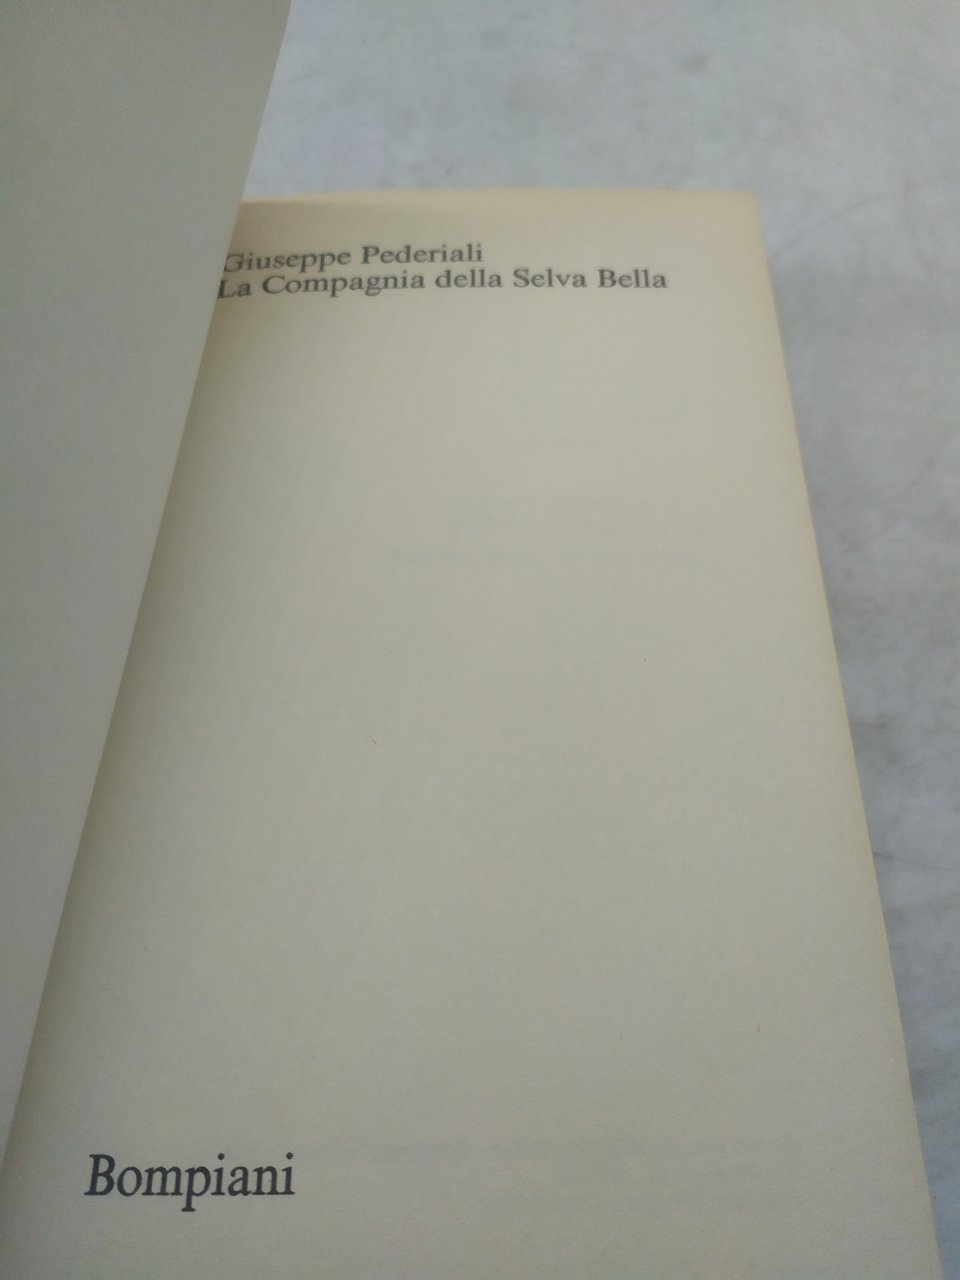 Giuseppe Pederiali
La Compagnia della Selva Bella
Bompiani